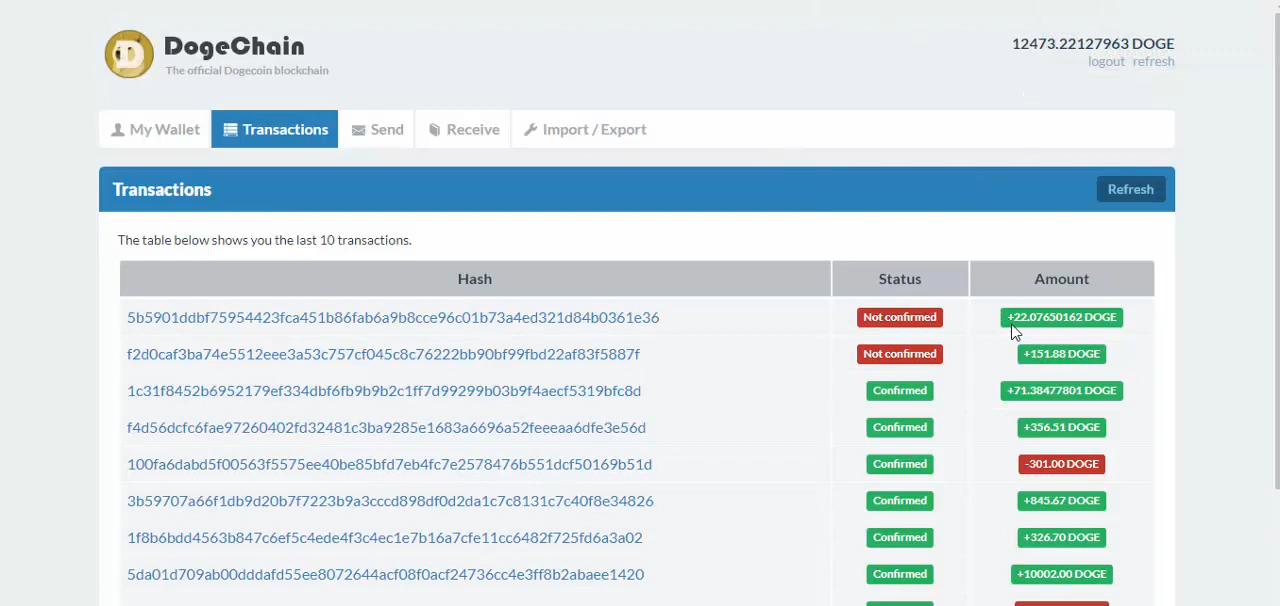 DogeChain
The official Dogecoin blockchain
12473.22127963 DOGE
logout refresh
My Wallet Transactions Send Receive Import / Export
Transactions Refresh
The table below shows you the last 10 transactions.
Hash Status Amount
5b5901ddbf75954423fca451b86fab6a9b8cce96c01b73a4ed321d84b0361e36 Not confirmed +22.07650162 DOGE
f2d0caf3ba74e5512eee3a53c757cf045c8c76222bb90bf99fbd22af83f5887f Not confirmed +151.88 DOGE
1c31f8452b6952179ef334dbf6fb9b9b2c1ff7d99299b03b9f4aecf5319bfc8d Confirmed +71.38477801 DOGE
f4d56dcfc6fae97260402fd32481c3ba9285e1683a6696a52feeeaa6dfe3e56d Confirmed +356.51 DOGE
100fa6dabd5f00563f5575ee40be85bfd7eb4fc7e2578476b551dcf50169b51d Confirmed -301.00 DOGE
3b59707a66f1db9d20b7f7223b9a3cccd898df0d2da1c7c8131c7c40f8e34826 Confirmed +845.67 DOGE
1f8b6bdd4563b847c6ef5c4ede4f3c4ec1e7b16a7cfe11cc6482f725fd6a3a02 Confirmed +326.70 DOGE
5da01d709ab00dddafd55ee8072644acf08f0acf24736cc4e3ff8b2abaee1420 Confirmed +10002.00 DOGE